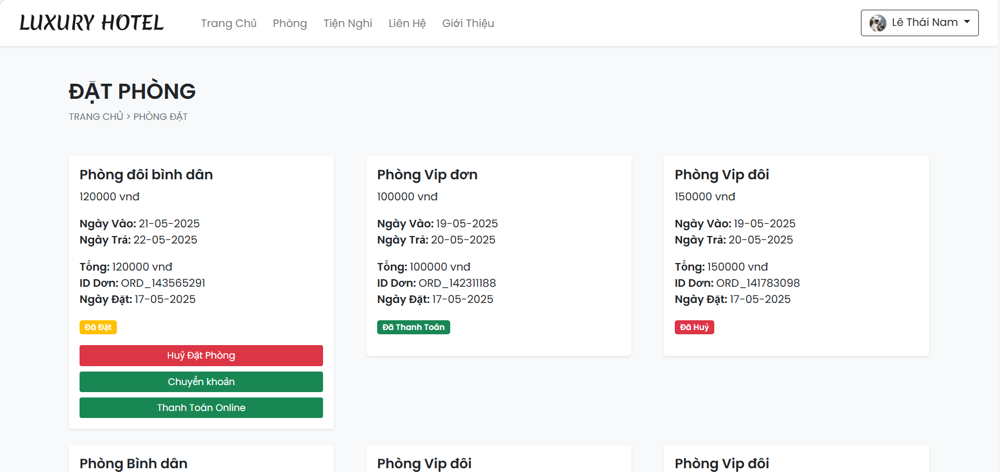 LUXURY HOTEL
Trang Chủ Phòng Tiện Nghi Liên Hệ Giới Thiệu
Lê Thái Nam
ĐẶT PHÒNG
TRANG CHỦ > PHÒNG ĐẶT
Phòng đôi bình dân
120000 vnđ
Ngày Vào: 21-05-2025
Ngày Trả: 22-05-2025
Tổng: 120000 vnđ
ID Dơn: ORD_143565291
Ngày Đặt: 17-05-2025
Đã Đặt
Huỷ Đặt Phòng
Chuyển khoản
Thanh Toán Online
Phòng Vip đơn
100000 vnđ
Ngày Vào: 19-05-2025
Ngày Trả: 20-05-2025
Tổng: 100000 vnđ
ID Dơn: ORD_142311188
Ngày Đặt: 17-05-2025
Đã Thanh Toán
Phòng Vip đôi
150000 vnđ
Ngày Vào: 19-05-2025
Ngày Trả: 20-05-2025
Tổng: 150000 vnđ
ID Dơn: ORD_141783098
Ngày Đặt: 17-05-2025
Đã Huỷ
Phòng Bình dân
Phòng Vip đôi
Phòng Vip đôi